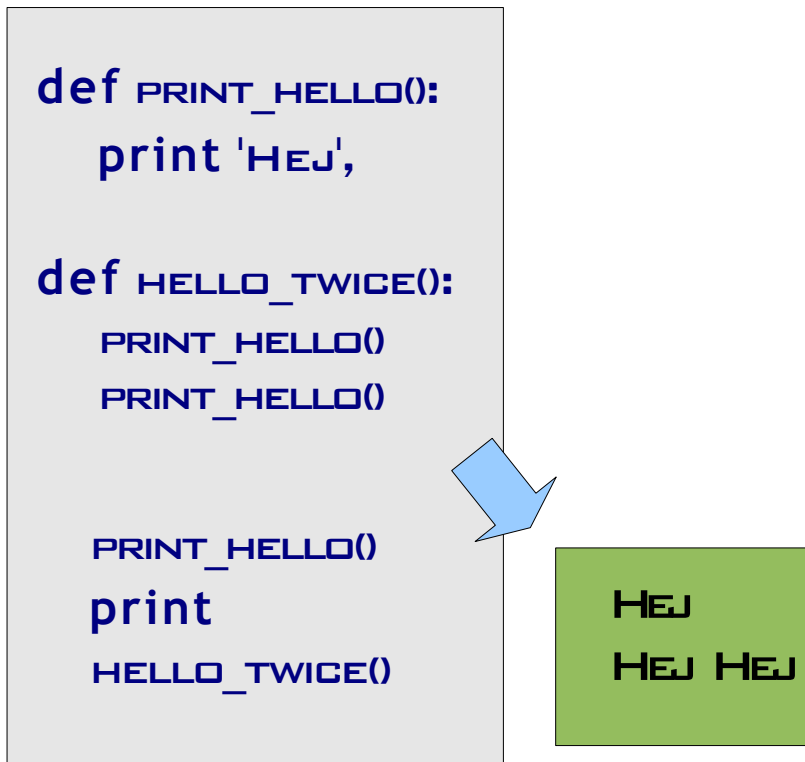 def print_hello():
print 'Hej',
def hello_twice():
print_hello()
print_hello()
print_hello()
print
hello_twice()
Hej
Hej Hej